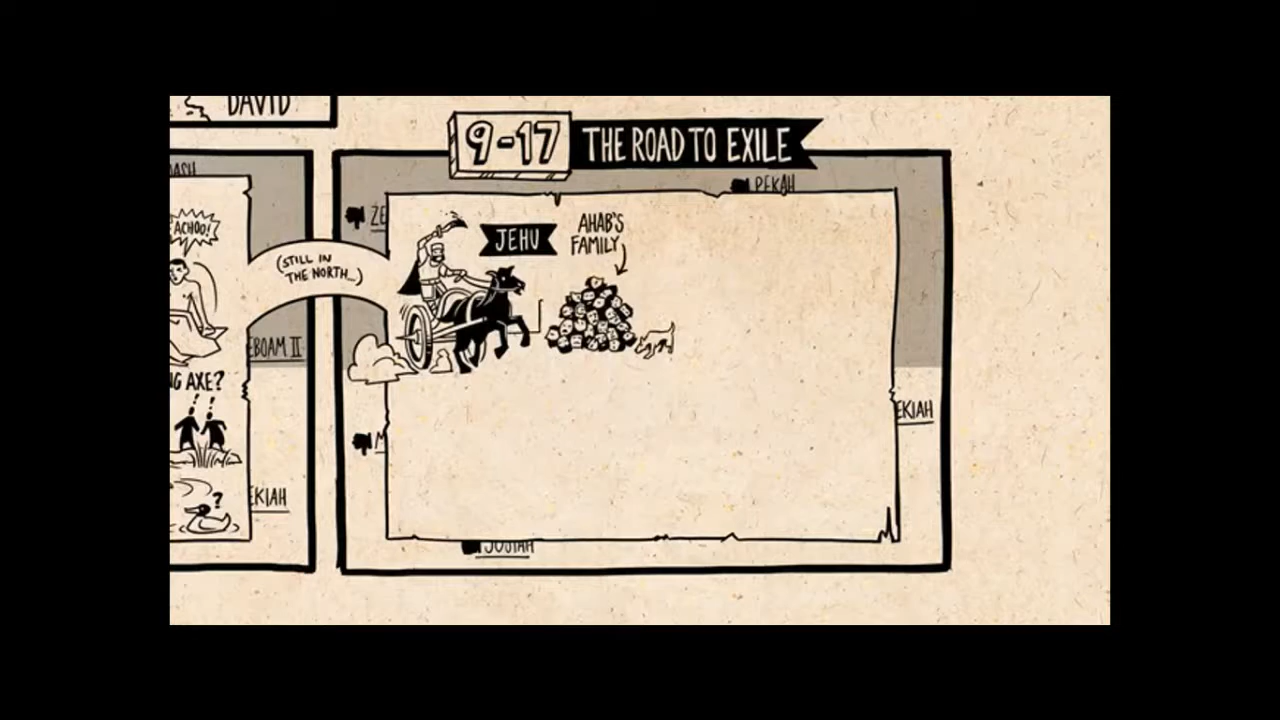 DAVID
9-17 THE ROAD TO EXILE
PEKAH
ACHOO!
JEHU
AHAB'S
FAMILY
(STILL IN
THE NORTH...)
EBOAM II
G AXE?
EKIAH
?
EKIAH
JOSIAH